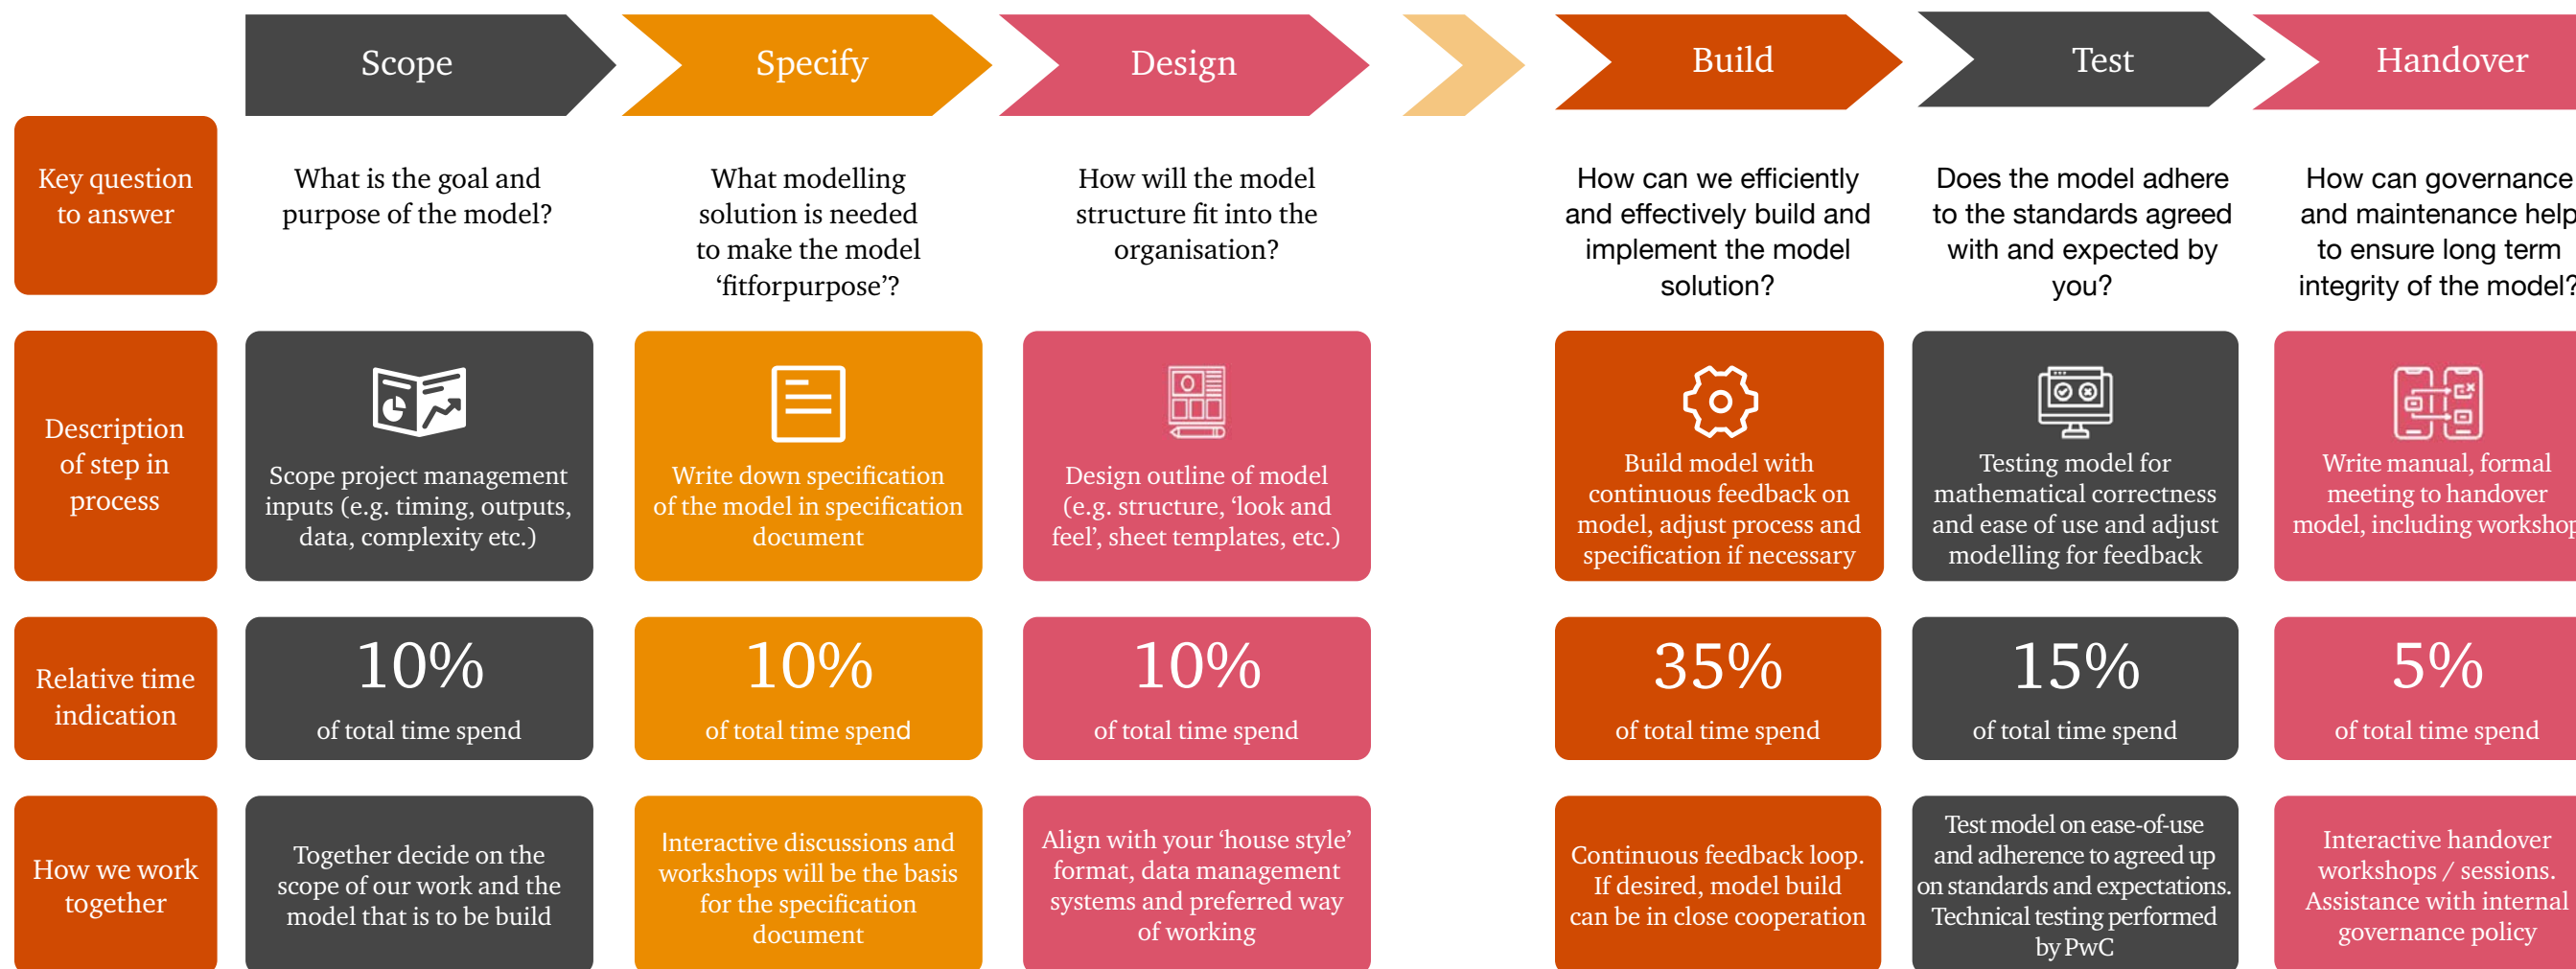 Scope
Specify
Design
Build
Test
Handover
Key question
to answer
What is the goal and
purpose of the model?
What modelling
solution is needed
to make the model
‘fitforpurpose’?
How will the model
structure fit into the
organisation?
How can we efficiently
and effectively build and
implement the model
solution?
Does the model adhere
to the standards agreed
with and expected by
you?
How can governance
and maintenance help
to ensure long term
integrity of the model?
Description
of step in
process
Scope project management
inputs (e.g. timing, outputs,
data, complexity etc.)
Write down specification
of the model in specification
document
Design outline of model
(e.g. structure, ‘look and
feel’, sheet templates, etc.)
Build model with
continuous feedback on
model, adjust process and
specification if necessary
Testing model for
mathematical correctness
and ease of use and adjust
modelling for feedback
Write manual, formal
meeting to handover
model, including workshop
Relative time
indication
10%
of total time spend
10%
of total time spend
10%
of total time spend
35%
of total time spend
15%
of total time spend
5%
of total time spend
How we work
together
Together decide on the
scope of our work and the
model that is to be build
Interactive discussions and
workshops will be the basis
for the specification
document
Align with your ‘house style’
format, data management
systems and preferred way
of working
Continuous feedback loop.
If desired, model build
can be in close cooperation
Test model on ease-of-use
and adherence to agreed up
on standards and expectations.
Technical testing performed
by PwC
Interactive handover
workshops / sessions.
Assistance with internal
governance policy